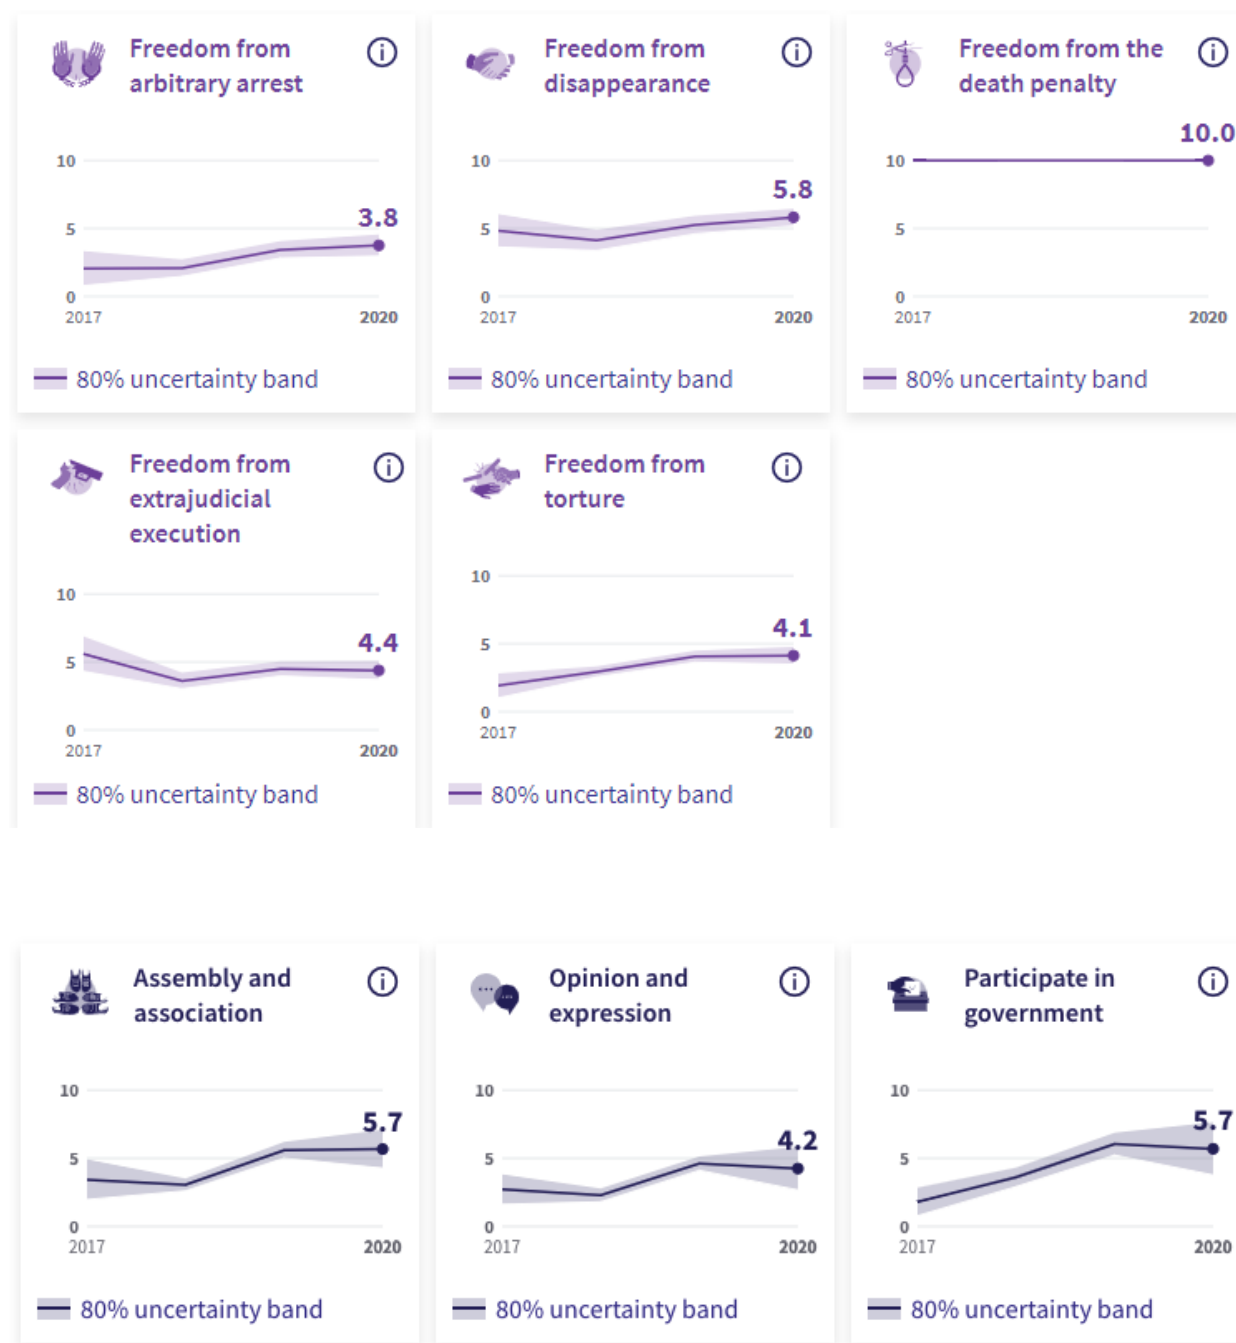 Freedom from
arbitrary arrest
10
5
0
3.8
2017
2020
80% uncertainty band
Freedom from
disappearance
10
5
0
5.8
2017
2020
80% uncertainty band
Freedom from the
death penalty
10.0
10
5
0
2017
2020
80% uncertainty band
Freedom from
extrajudicial
execution
10
5
0
4.4
2017
2020
80% uncertainty band
Freedom from
torture
10
5
0
4.1
2017
2020
80% uncertainty band
Assembly and
association
10
5
0
5.7
2017
2020
80% uncertainty band
Opinion and
expression
10
5
0
4.2
2017
2020
80% uncertainty band
Participate in
government
10
5
0
5.7
2017
2020
80% uncertainty band